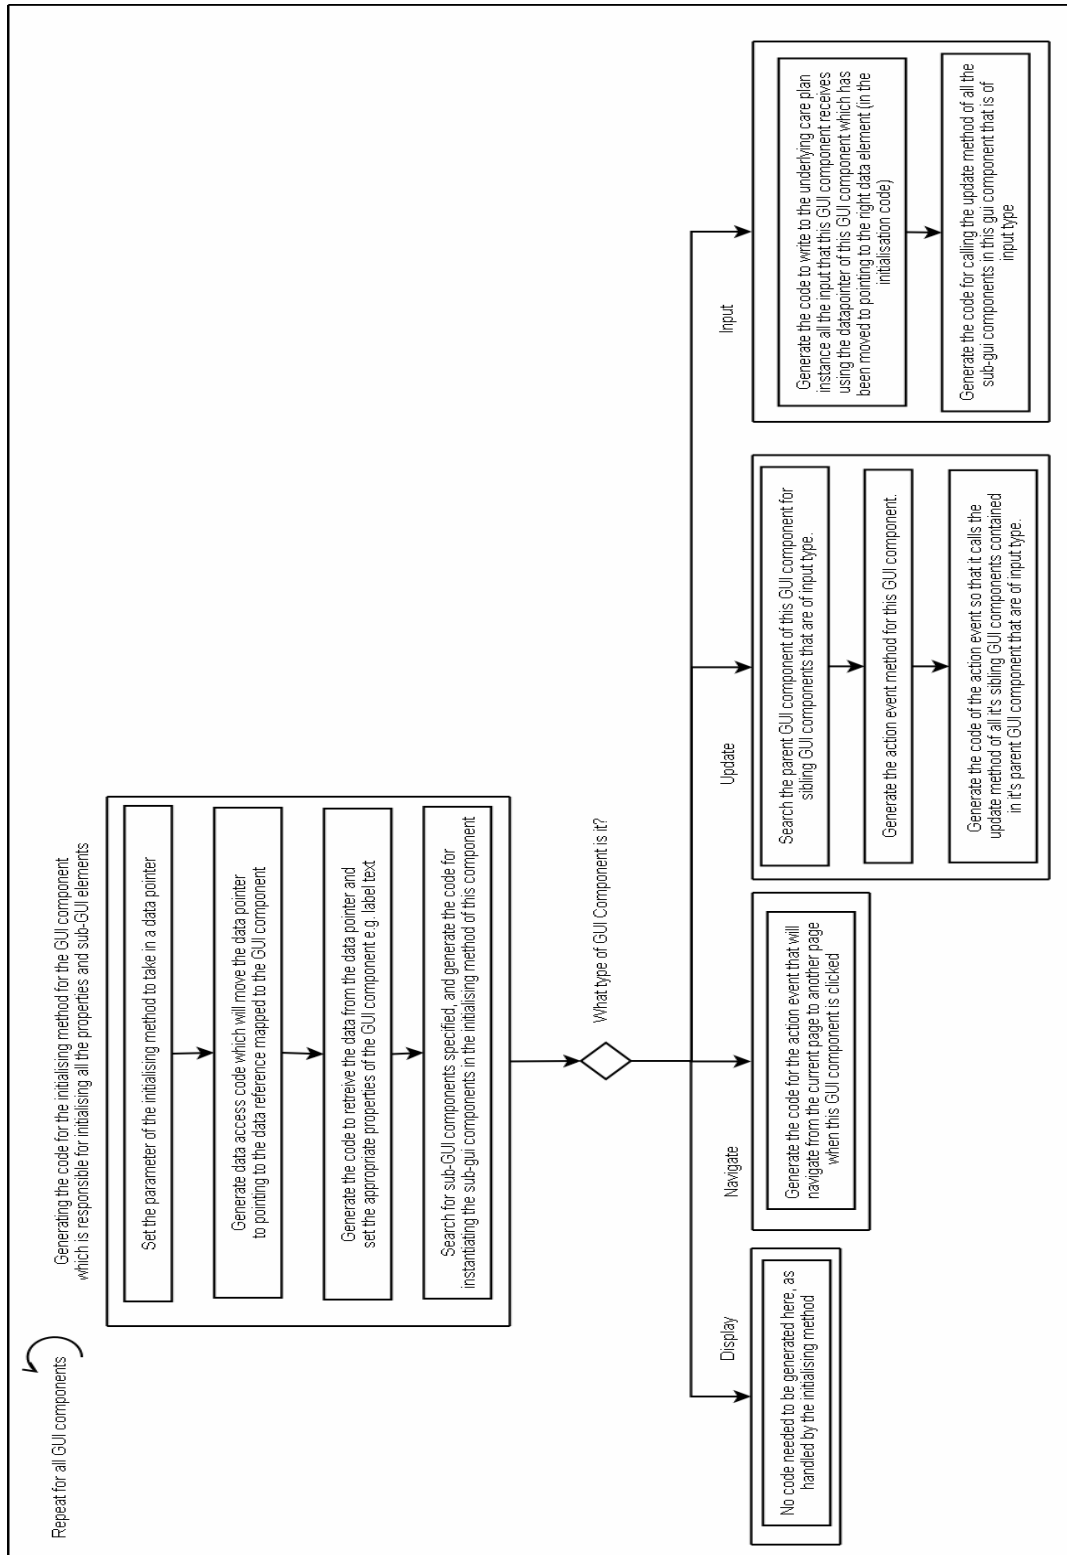 Repeat for all GUI components
Generating the code for the initialising method for the GUI component
which is responsible for initialising all the properties and sub-GUI elements
Set the parameter of the initialising method to take in a data pointer
Generate data access code which will move the data pointer
to pointing to the data reference mapped to the GUI component
Generate the code to retreive the data from the data pointer and
set the appropriate properties of the GUI component e.g. label text
Search for sub-GUI components specified, and generate the code for
instantiating the sub-gui components in the initialising method of this component
What type of GUI Component is it?
Display
No code needed to be generated here, as
handled by the initialising method
Navigate
Generate the code for the action event that will
navigate from the current page to another page
when this GUI component is clicked
Update
Search the parent GUI component of this GUI component for
sibling GUI components that are of input type.
Generate the action event method for this GUI component.
Generate the code of the action event so that it calls the
update method of all it's sibling GUI components contained
in it's parent GUI component that are of input type.
Input
Generate the code to write to the underlying care plan
instance all the input that this GUI component receives
using the datapointer of this GUI component which has
been moved to pointing to the right data element (in the
initialisation code)
Generate the code for calling the update method of all the
sub-gui components in this gui component that is of
input type